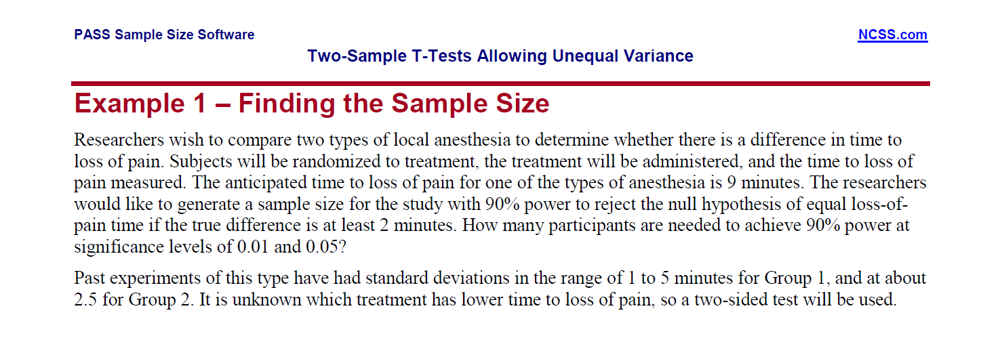 PASS Sample Size Software NCSS.com
Two-Sample T-Tests Allowing Unequal Variance
Example 1 – Finding the Sample Size
Researchers wish to compare two types of local anesthesia to determine whether there is a difference in time to
loss of pain. Subjects will be randomized to treatment, the treatment will be administered, and the time to loss of
pain measured. The anticipated time to loss of pain for one of the types of anesthesia is 9 minutes. The researchers
would like to generate a sample size for the study with 90% power to reject the null hypothesis of equal loss-of-
pain time if the true difference is at least 2 minutes. How many participants are needed to achieve 90% power at
significance levels of 0.01 and 0.05?
Past experiments of this type have had standard deviations in the range of 1 to 5 minutes for Group 1, and at about
2.5 for Group 2. It is unknown which treatment has lower time to loss of pain, so a two-sided test will be used.